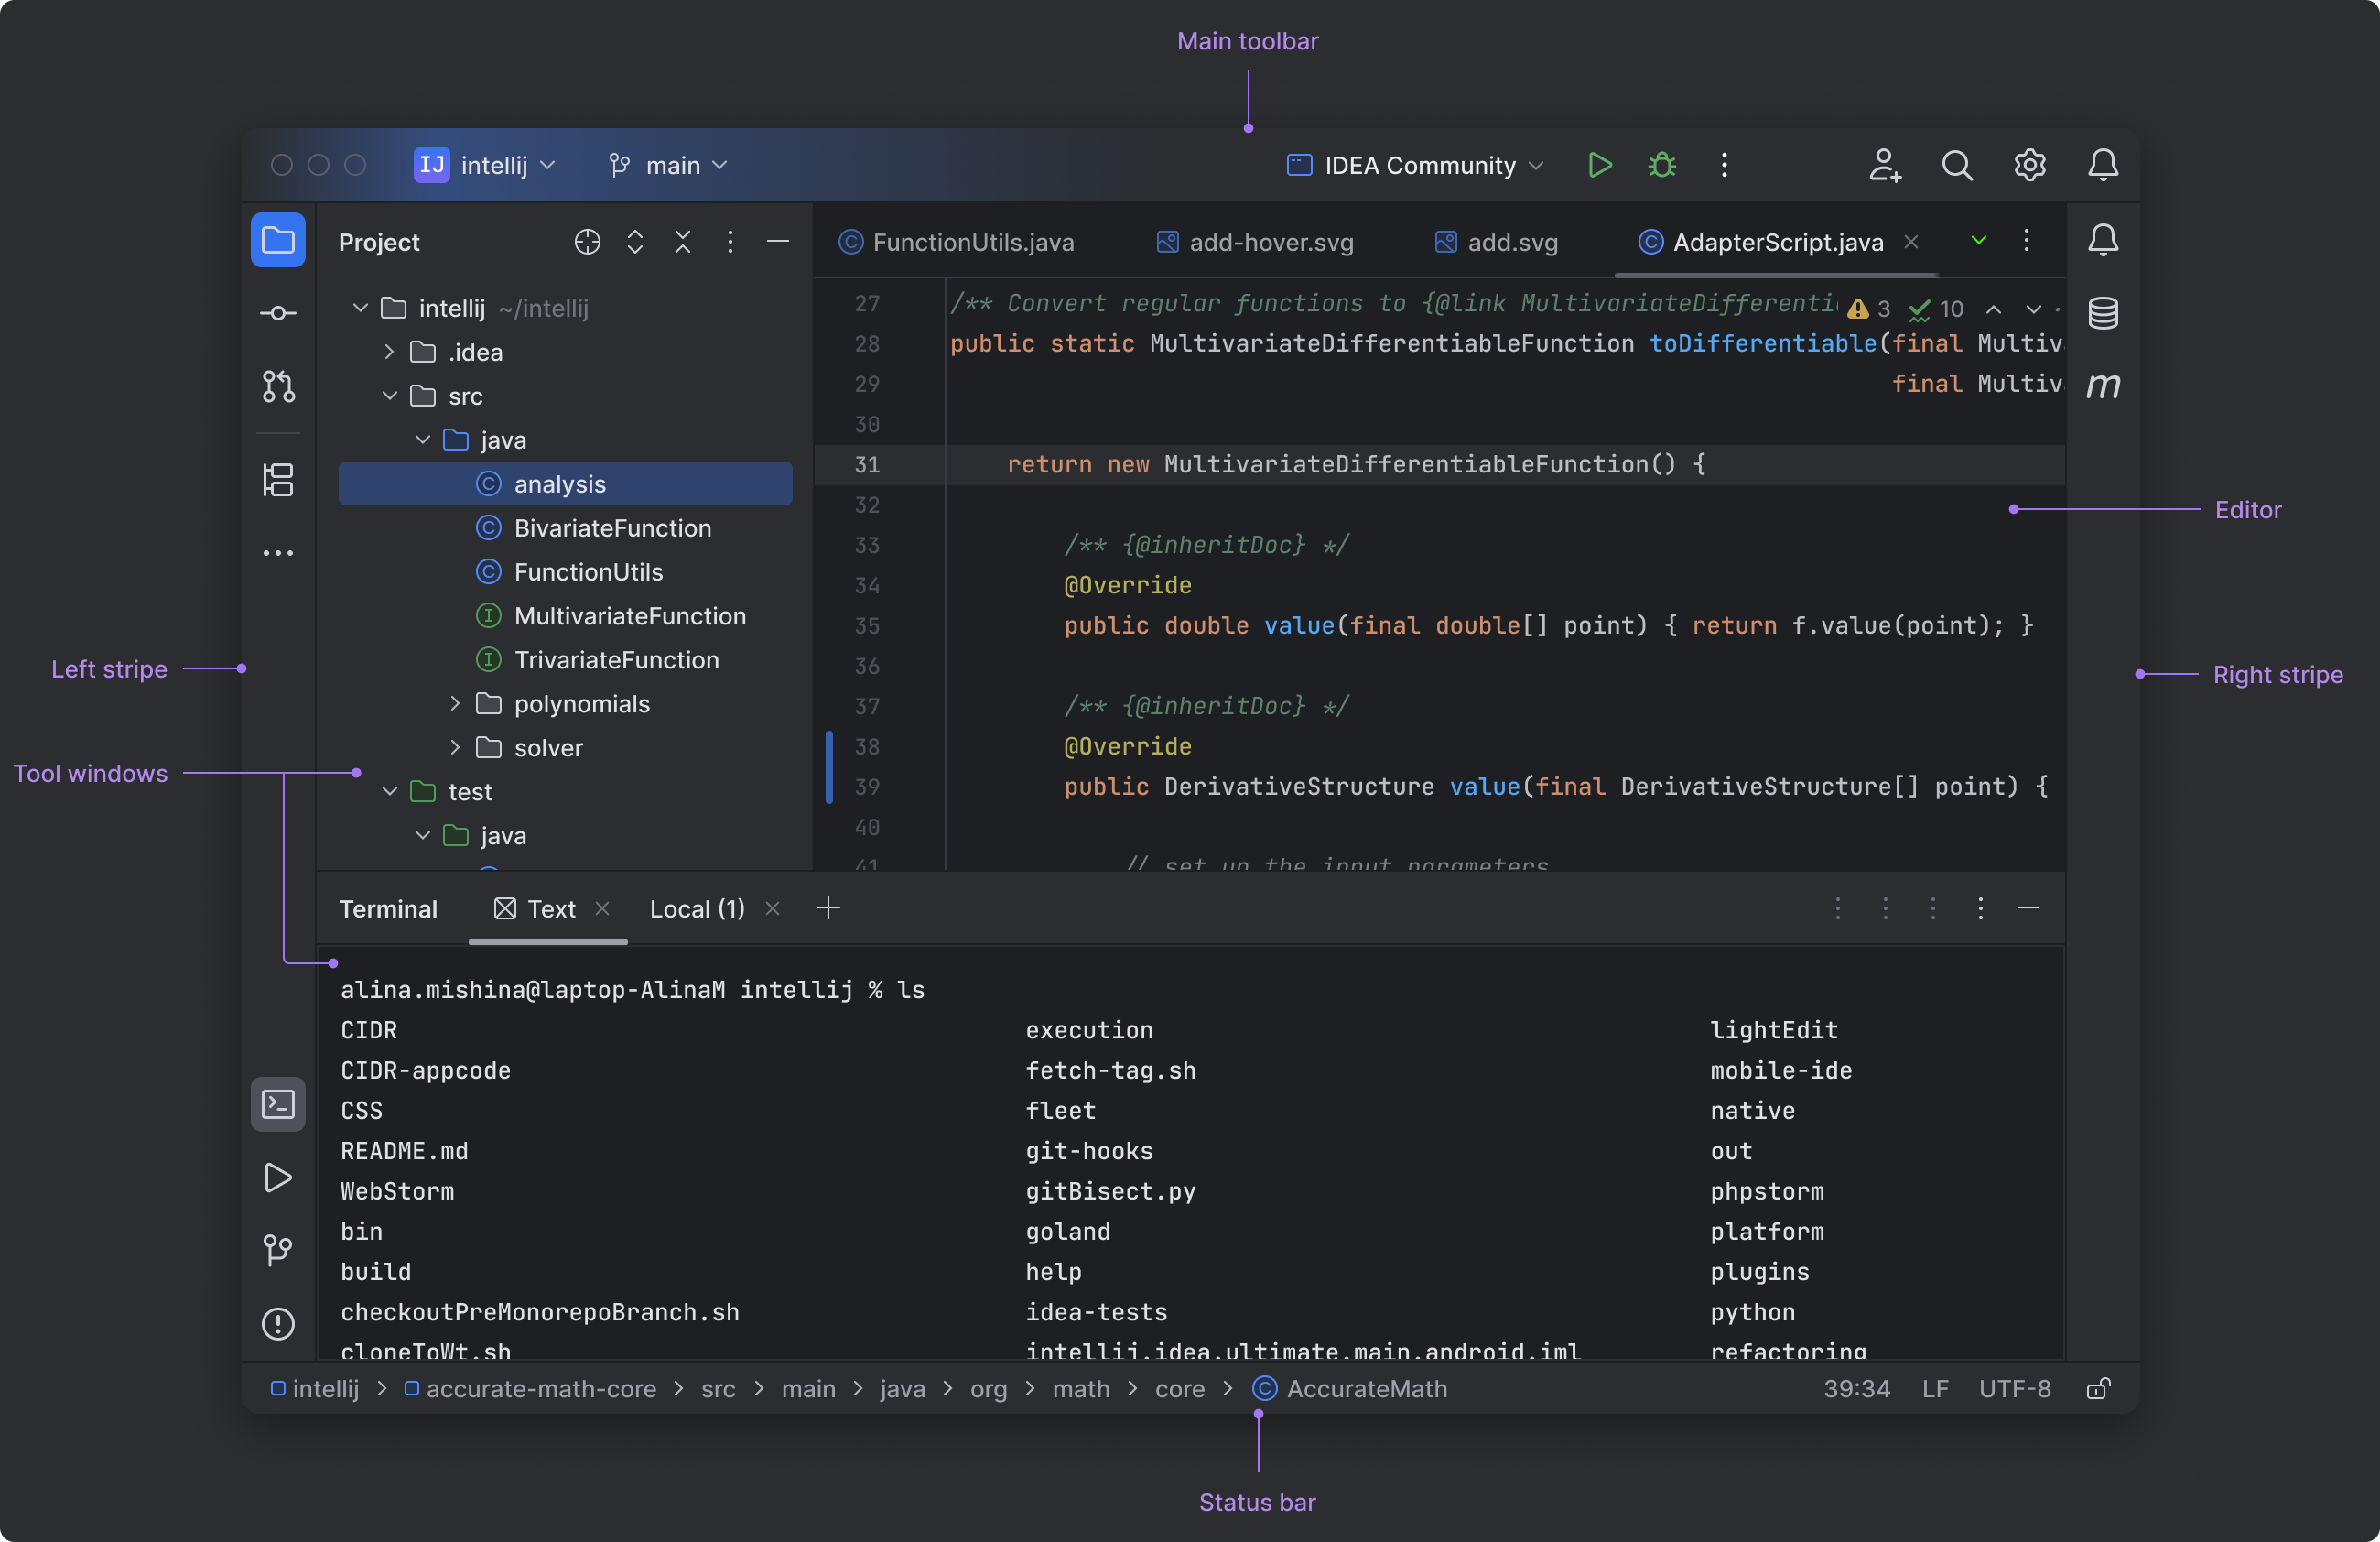 Main toolbar
IJ intellij main IDEA Community
Project
FunctionUtils.java add-hover.svg add.svg AdapterScript.java
intellij ~/intellij
.idea
src
java
analysis
BivariateFunction
FunctionUtils
MultivariateFunction
TrivariateFunction
polynomials
solver
test
java
3 10
27 /** Convert regular functions to {@link MultivariateDifferenti
28 public static MultivariateDifferentiableFunction toDifferentiable(final Multiv
29 final Multiv
30
31 return new MultivariateDifferentiableFunction() {
32
33 /** {@inheritDoc} */
34 @Override
35 public double value(final double[] point) { return f.value(point); }
36
37 /** {@inheritDoc} */
38 @Override
39 public DerivativeStructure value(final DerivativeStructure[] point) {
40
41 // set up the input parameters
m
Editor
Left stripe
Right stripe
Tool windows
Terminal Text Local (1)
alina.mishina@laptop-AlinaM intellij % ls
CIDR execution lightEdit
CIDR-appcode fetch-tag.sh mobile-ide
CSS fleet native
README.md git-hooks out
WebStorm gitBisect.py phpstorm
bin goland platform
build help plugins
checkoutPreMonorepoBranch.sh idea-tests python
cloneToWt.sh intellij.idea.ultimate.main.android.iml refactoring
intellij > accurate-math-core > src > main > java > org > math > core > AccurateMath 39:34 LF UTF-8
Status bar